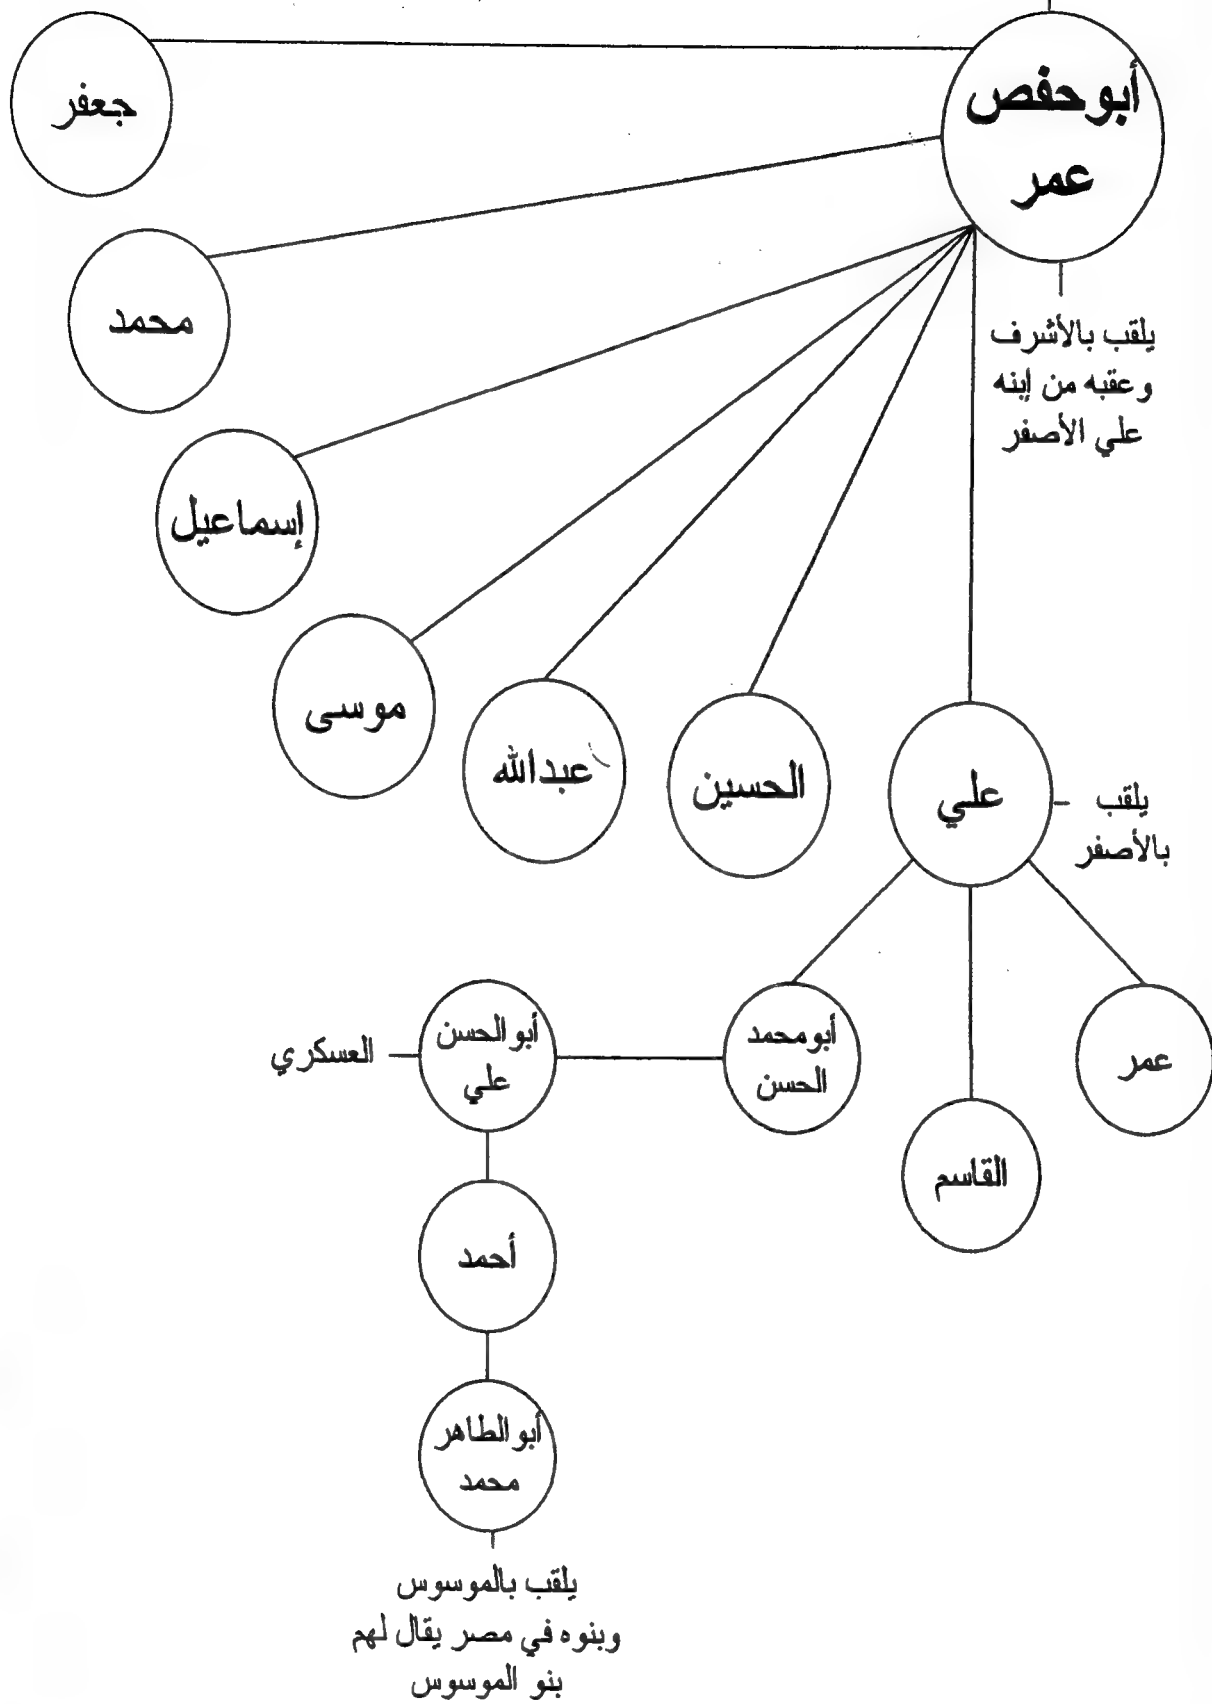 أبو حفص
عمر
يلقب بالأشرف
وعقبه من إبنه
علي الأصفر
جعفر
محمد
إسماعيل
موسى
عبدالله
الحسين
علي
يلقب
بالأصفر
عمر
القاسم
أبو محمد
الحسن
أبو الحسن
علي
العسكري
أحمد
أبو الطاهر
محمد
يلقب بالموسوس
وبنوه في مصر يقال لهم
بنو الموسوس